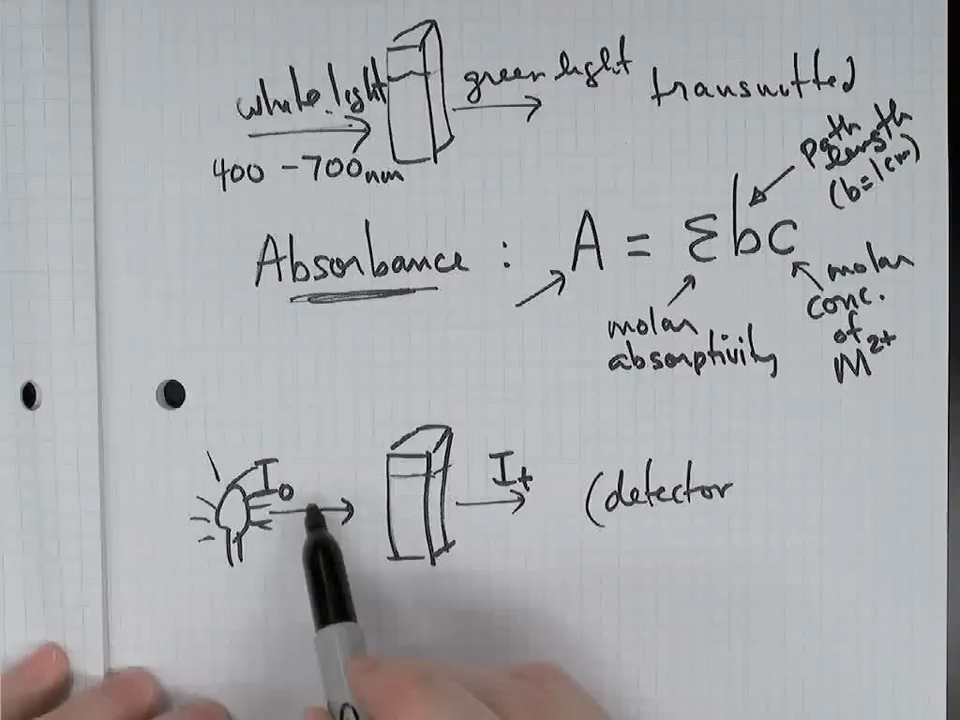 white light
green light transmitted
400 - 700nm
path
length
(b=1cm)
Absorbance : A = Ɛbc
molar
absorptivity
molar
conc.
of
M²⁺
I₀
Iₜ
(detector